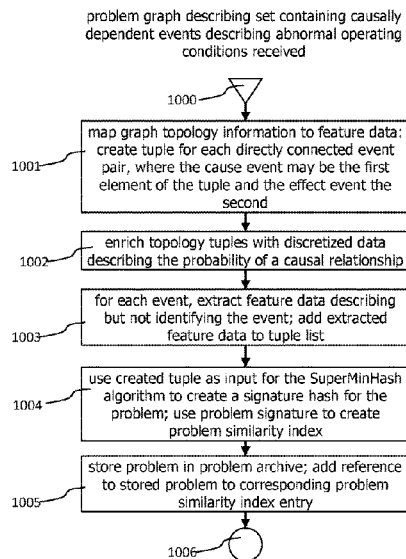 problem graph describing set containing causally
dependent events describing abnormal operating
conditions received
1000
map graph topology information to feature data:
create tuple for each directly connected event
pair, where the cause event may be the first
element of the tuple and the effect event the
second
1001
enrich topology tuples with discretized data
describing the probability of a causal relationship
1002
for each event, extract feature data describing
but not identifying the event; add extracted
feature data to tuple list
1003
use created tuple as input for the SuperMinHash
algorithm to create a signature hash for the
problem; use problem signature to create
problem similarity index
1004
store problem in problem archive; add reference
to stored problem to corresponding problem
similarity index entry
1005
1006